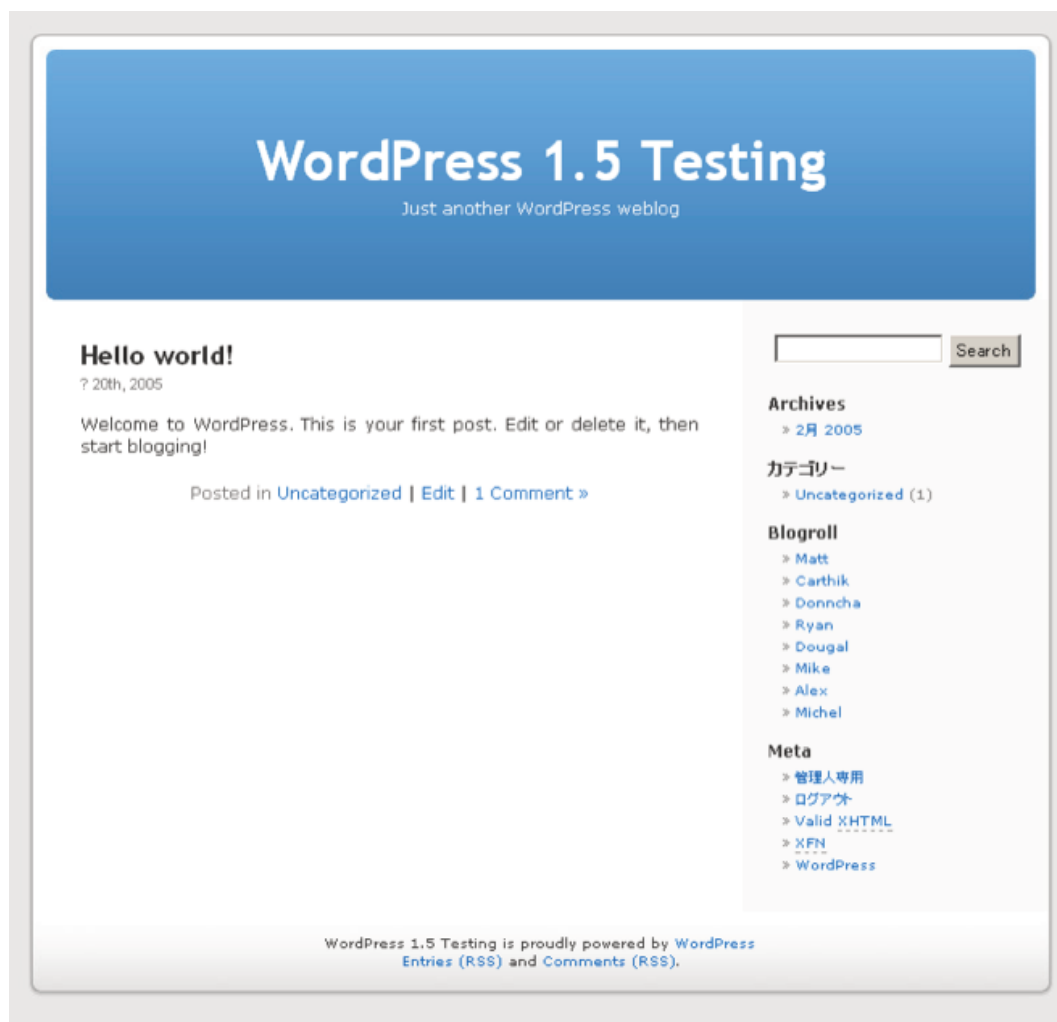 WordPress 1.5 Testing
Just another WordPress weblog
Hello world!
? 20th, 2005
Welcome to WordPress. This is your first post. Edit or delete it, then
start blogging!
Posted in Uncategorized | Edit | 1 Comment »
Search
Archives
» 2月 2005
カテゴリー
» Uncategorized (1)
Blogroll
» Matt
» Carthik
» Donncha
» Ryan
» Dougal
» Mike
» Alex
» Michel
Meta
» 管理人専用
» ログアウト
» Valid XHTML
» XFN
» WordPress
WordPress 1.5 Testing is proudly powered by WordPress
Entries (RSS) and Comments (RSS).